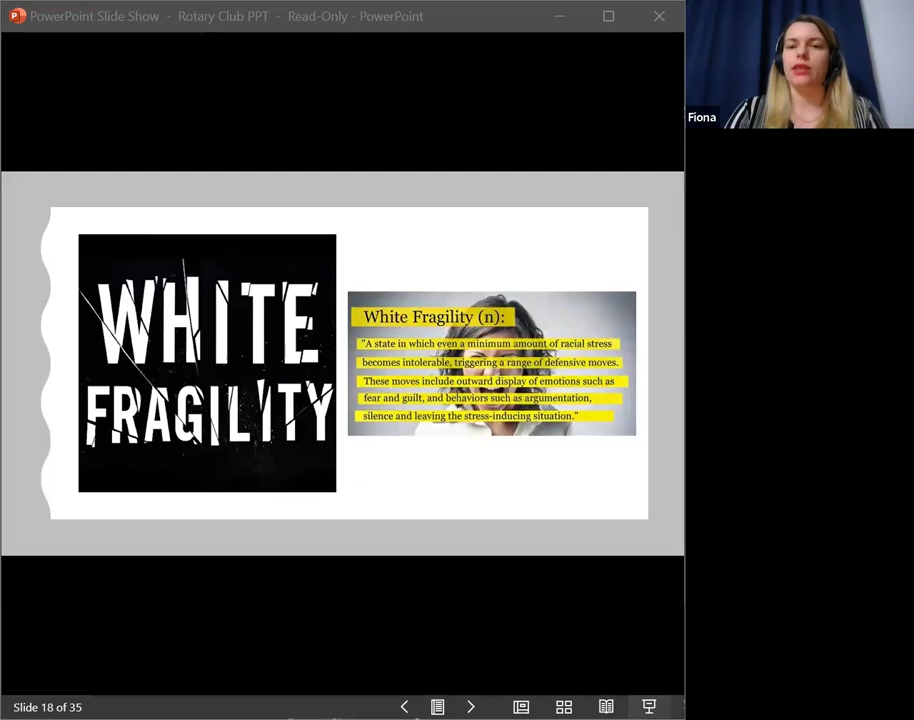 PowerPoint Slide Show - Rotary Club PPT - Read-Only - PowerPoint
Fiona
WHITE
FRAGILITY
White Fragility (n):
"A state in which even a minimum amount of racial stress
becomes intolerable, triggering a range of defensive moves.
These moves include outward display of emotions such as
fear and guilt, and behaviors such as argumentation,
silence and leaving the stress-inducing situation."
Slide 18 of 35